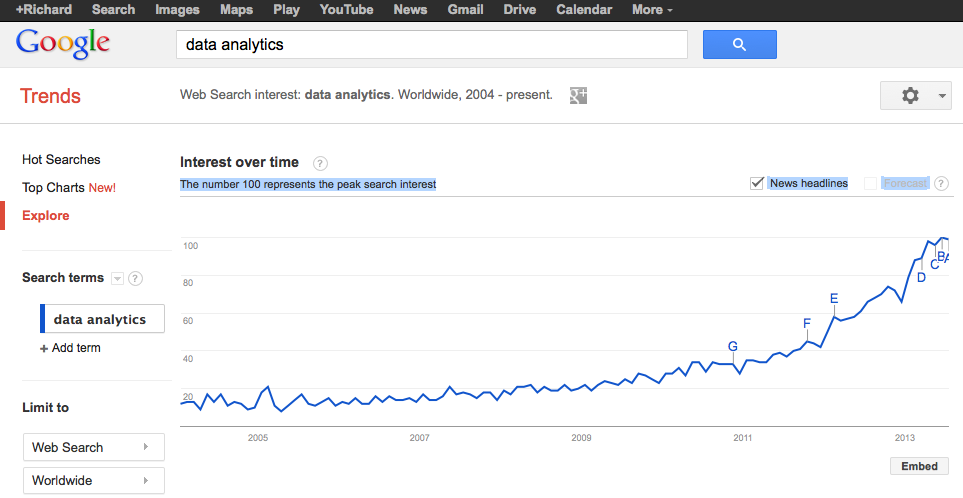 +Richard Search Images Maps Play YouTube News Gmail Drive Calendar More
Google data analytics
Trends Web Search interest: data analytics. Worldwide, 2004 - present. g+
Hot Searches
Top Charts New!
Explore
Interest over time ?
The number 100 represents the peak search interest
News headlines Forecast ?
Search terms ?
data analytics
+ Add term
Limit to
Web Search
Worldwide
100
80
60
40
20
G F E D C B A
2005 2007 2009 2011 2013
Embed